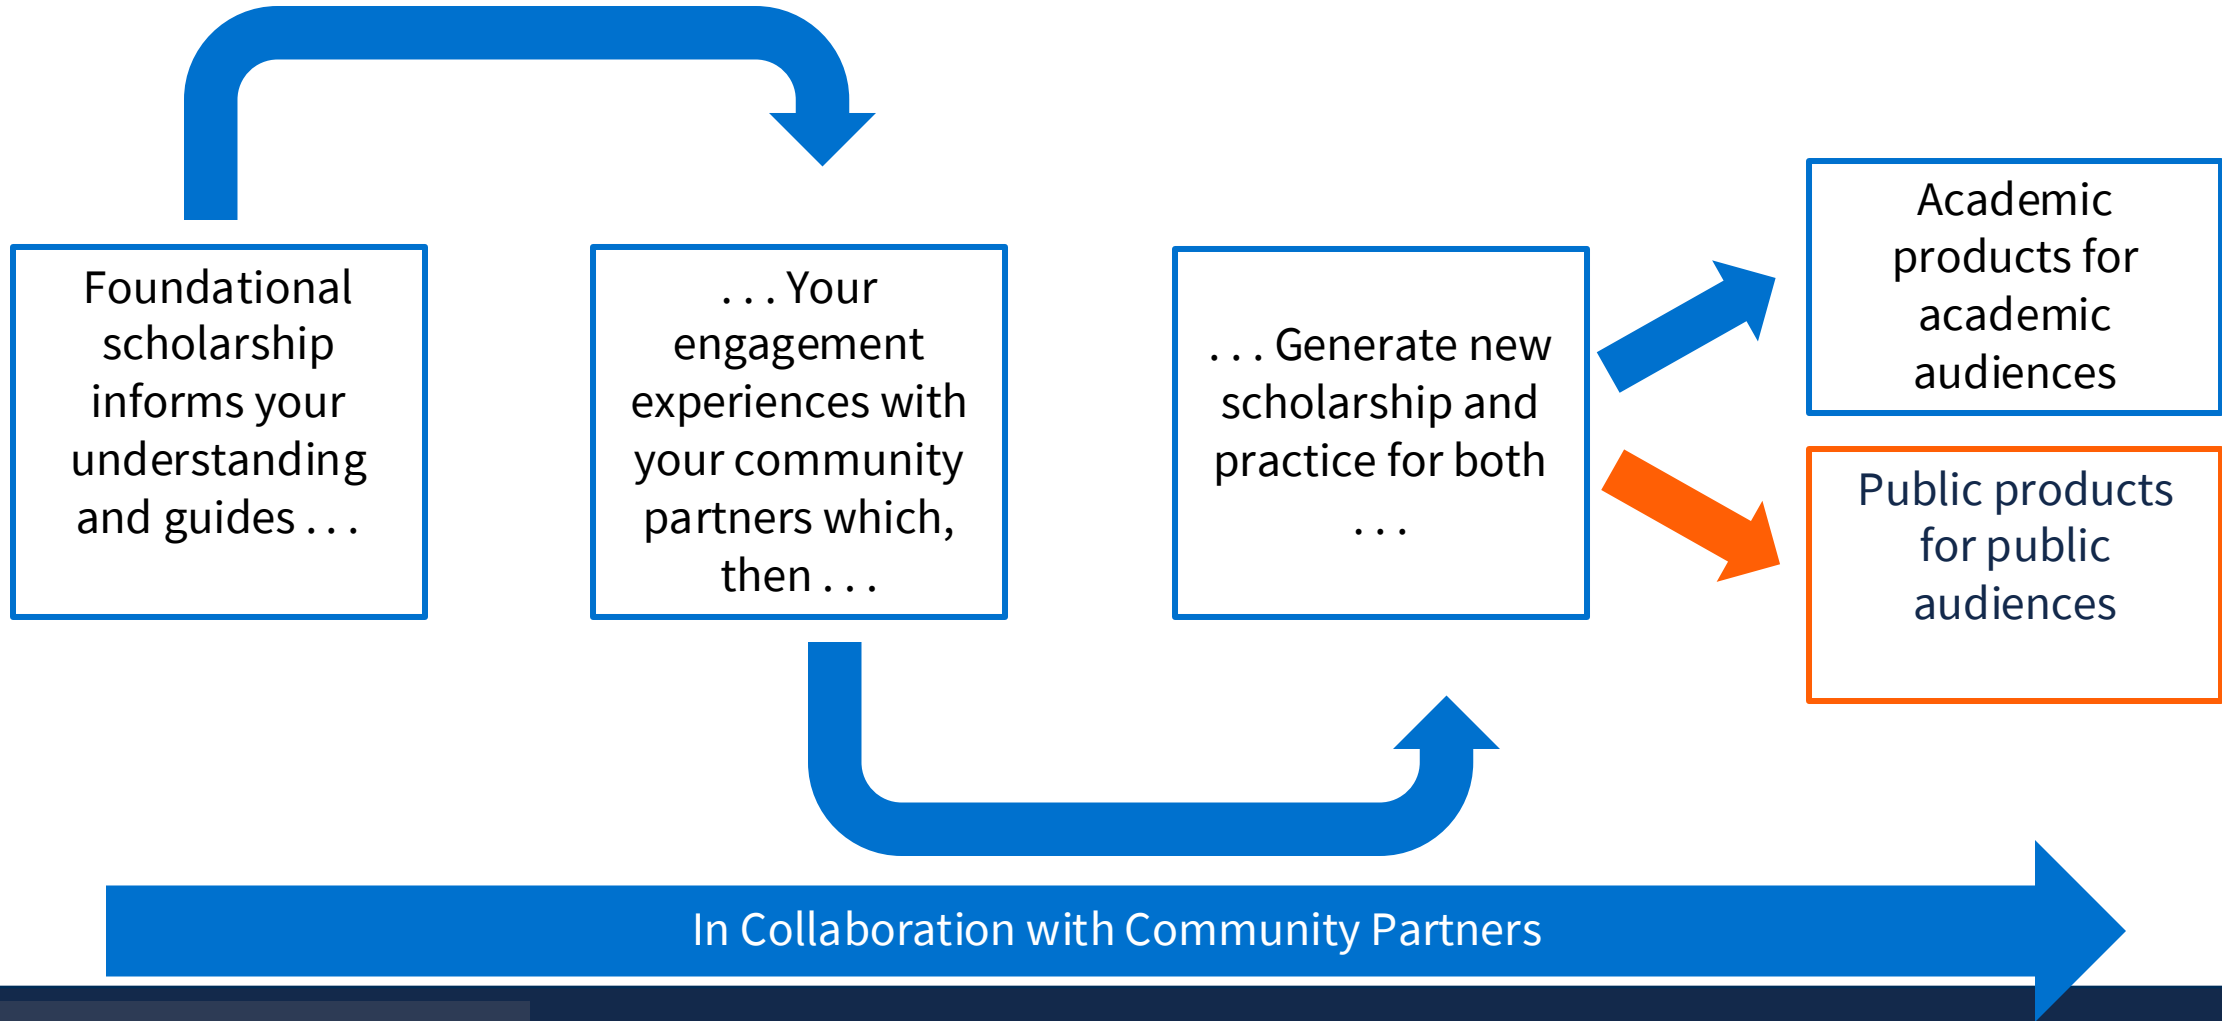 Foundational
scholarship
informs your
understanding
and guides . . .
. . . Your
engagement
experiences with
your community
partners which,
then . . .
. . . Generate new
scholarship and
practice for both
. . .
Academic
products for
academic
audiences
Public products
for public
audiences
In Collaboration with Community Partners